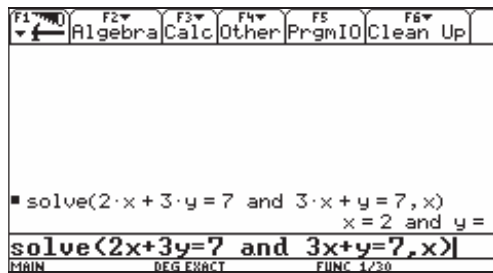 F1 F2 F3 F4 F5 F6
Algebra Calc Other PrgmIO Clean Up
solve(2·x + 3·y = 7 and 3·x + y = 7, x)
x = 2 and y =
solve(2x+3y=7 and 3x+y=7,x)
MAIN DEG EXACT FUNC 1/30